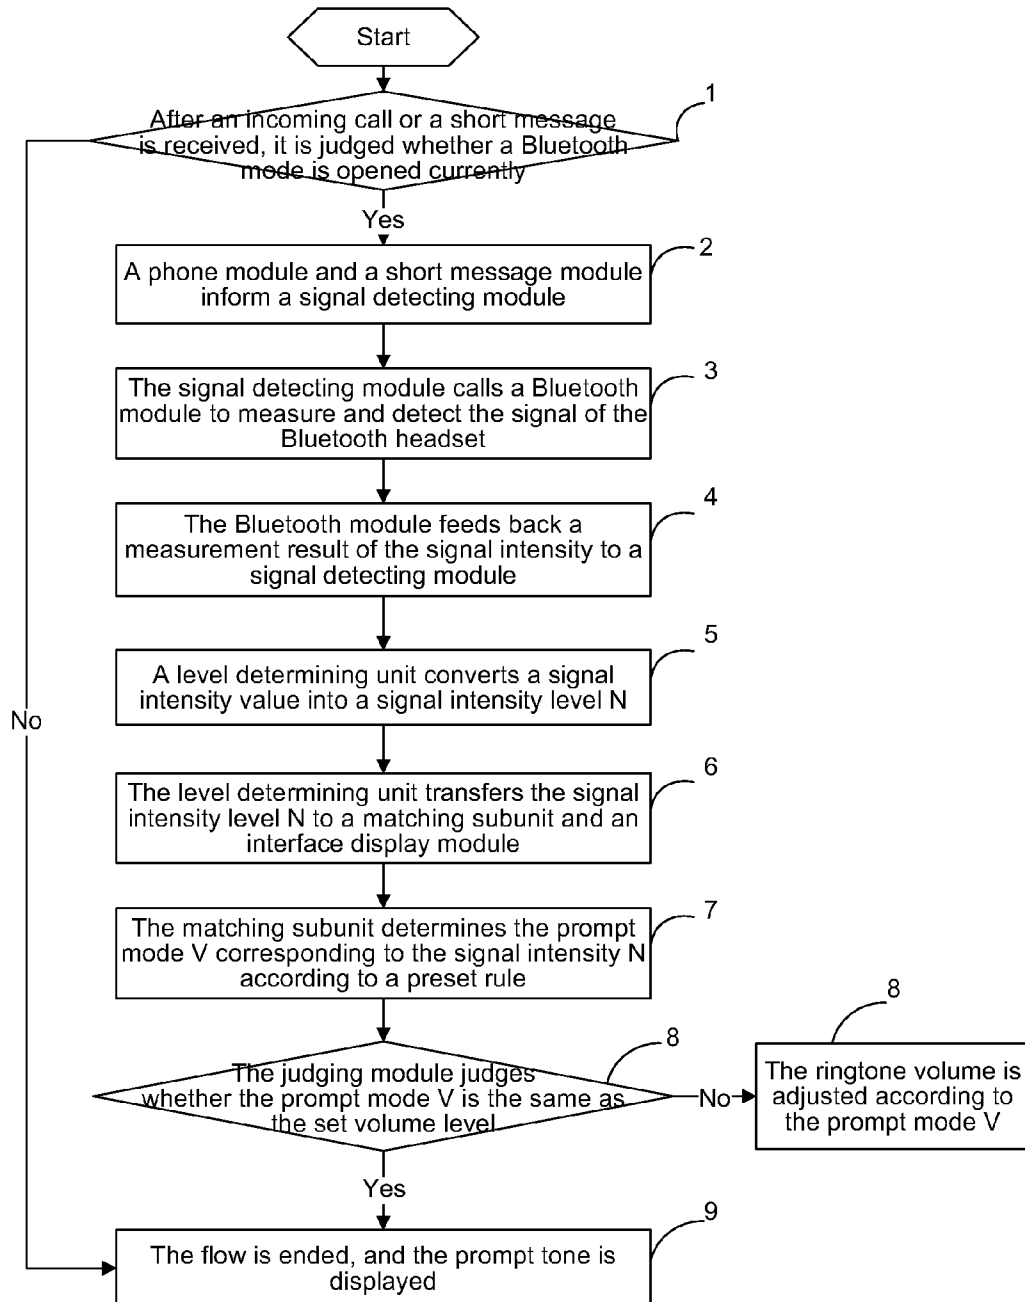 Start
1
After an incoming call or a short message
is received, it is judged whether a Bluetooth
mode is opened currently
Yes
2
A phone module and a short message module
inform a signal detecting module
3
The signal detecting module calls a Bluetooth
module to measure and detect the signal of the
Bluetooth headset
4
The Bluetooth module feeds back a
measurement result of the signal intensity to a
signal detecting module
5
A level determining unit converts a signal
intensity value into a signal intensity level N
No
6
The level determining unit transfers the signal
intensity level N to a matching subunit and an
interface display module
7
The matching subunit determines the prompt
mode V corresponding to the signal intensity N
according to a preset rule
8
The judging module judges
whether the prompt mode V is the same as
the set volume level
No
8
The ringtone volume is
adjusted according to
the prompt mode V
Yes
9
The flow is ended, and the prompt tone is
displayed